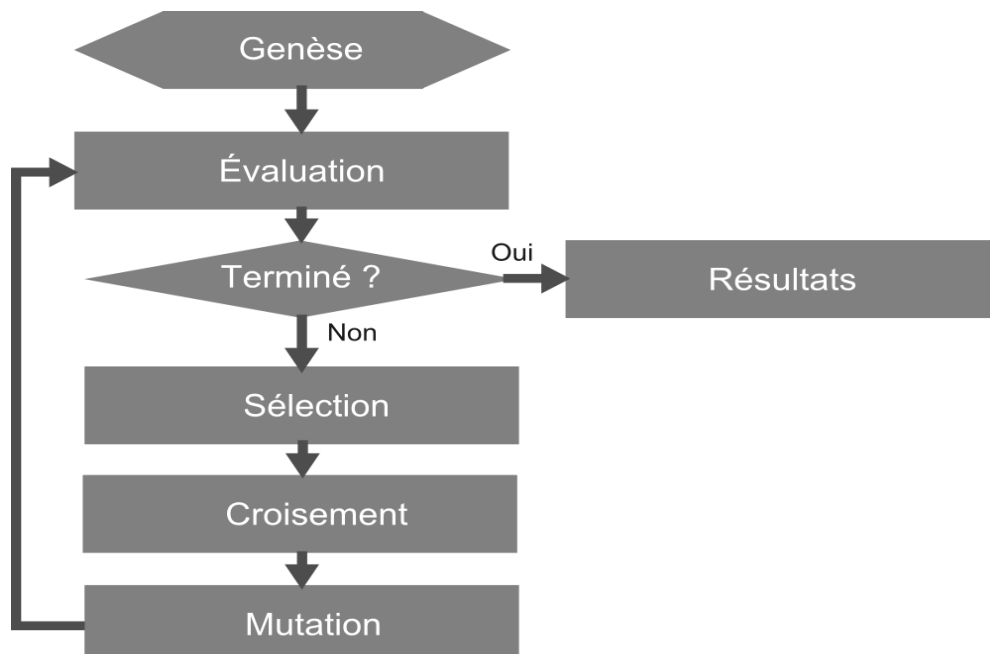 Genèse
Évaluation
Terminé ?
Oui
Résultats
Non
Sélection
Croisement
Mutation